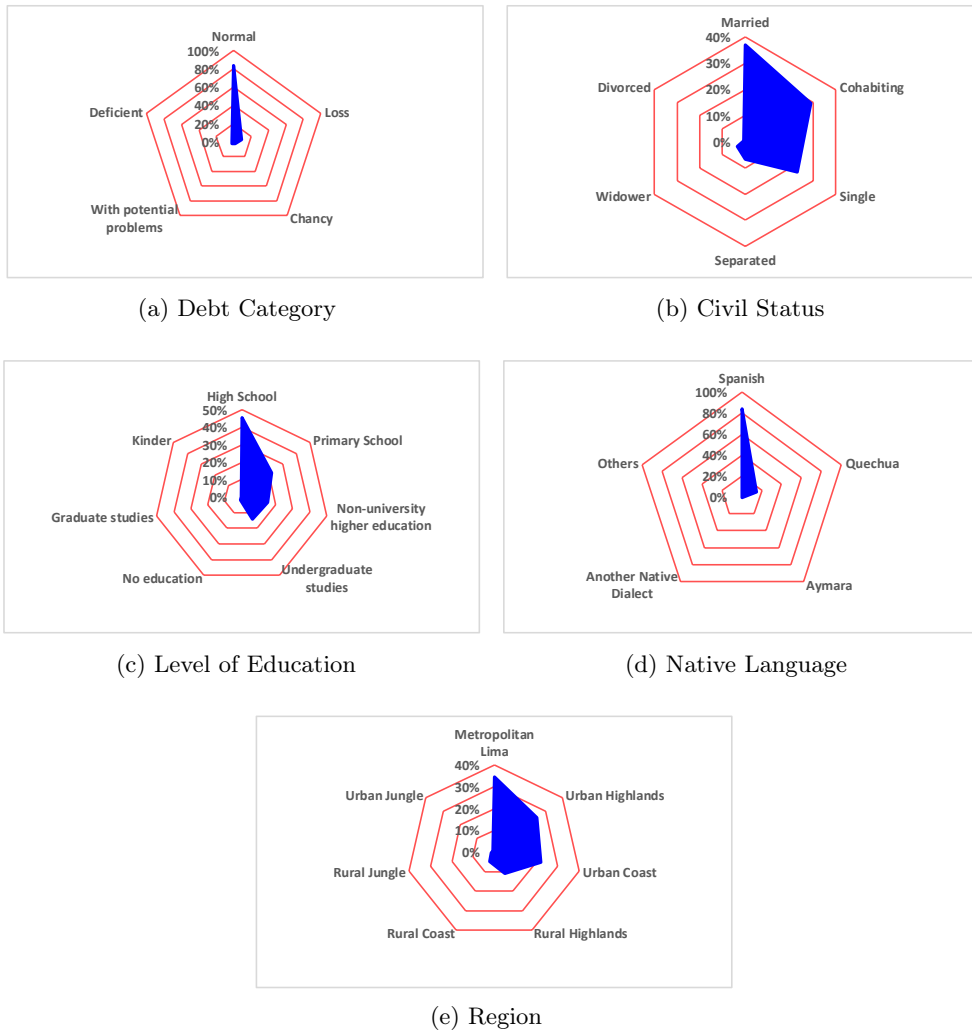 Normal
100%
80%
60%
40%
20%
0%
Deficient
Loss
With potential
problems
Chancy
(a) Debt Category
Married
40%
30%
20%
10%
0%
Divorced
Cohabiting
Widower
Single
Separated
(b) Civil Status
High School
50%
40%
30%
20%
10%
0%
Kinder
Primary School
Graduate studies
Non-university
higher education
No education
Undergraduate
studies
(c) Level of Education
Spanish
100%
80%
60%
40%
20%
0%
Others
Quechua
Another Native
Dialect
Aymara
(d) Native Language
Metropolitan
Lima
40%
30%
20%
10%
0%
Urban Jungle
Urban Highlands
Rural Jungle
Urban Coast
Rural Coast
Rural Highlands
(e) Region